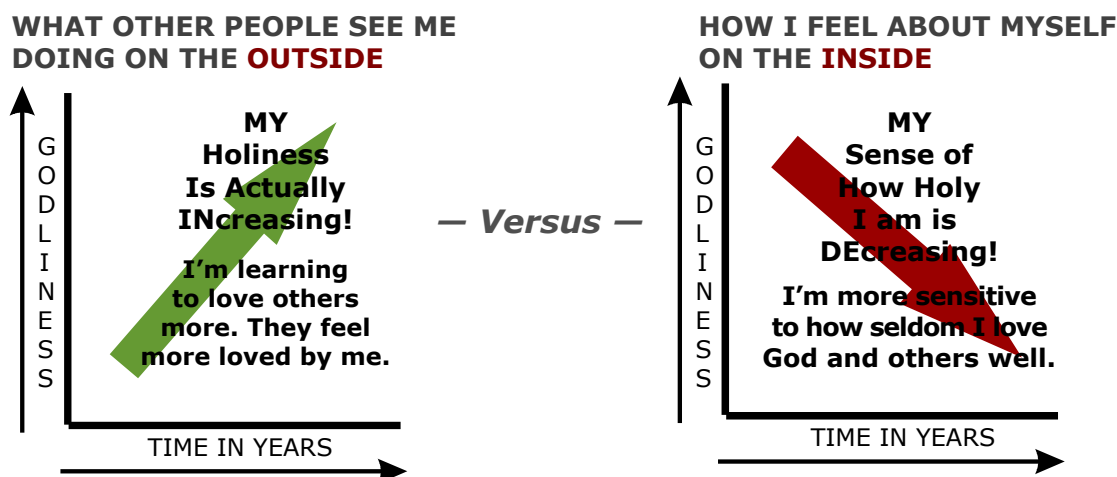 WHAT OTHER PEOPLE SEE ME
DOING ON THE OUTSIDE
GODLINESS
MY
Holiness
Is Actually
INcreasing!
I'm learning
to love others
more. They feel
more loved by me.
TIME IN YEARS
— Versus —
HOW I FEEL ABOUT MYSELF
ON THE INSIDE
GODLINESS
MY
Sense of
How Holy
I am is
DEcreasing!
I'm more sensitive
to how seldom I love
God and others well.
TIME IN YEARS